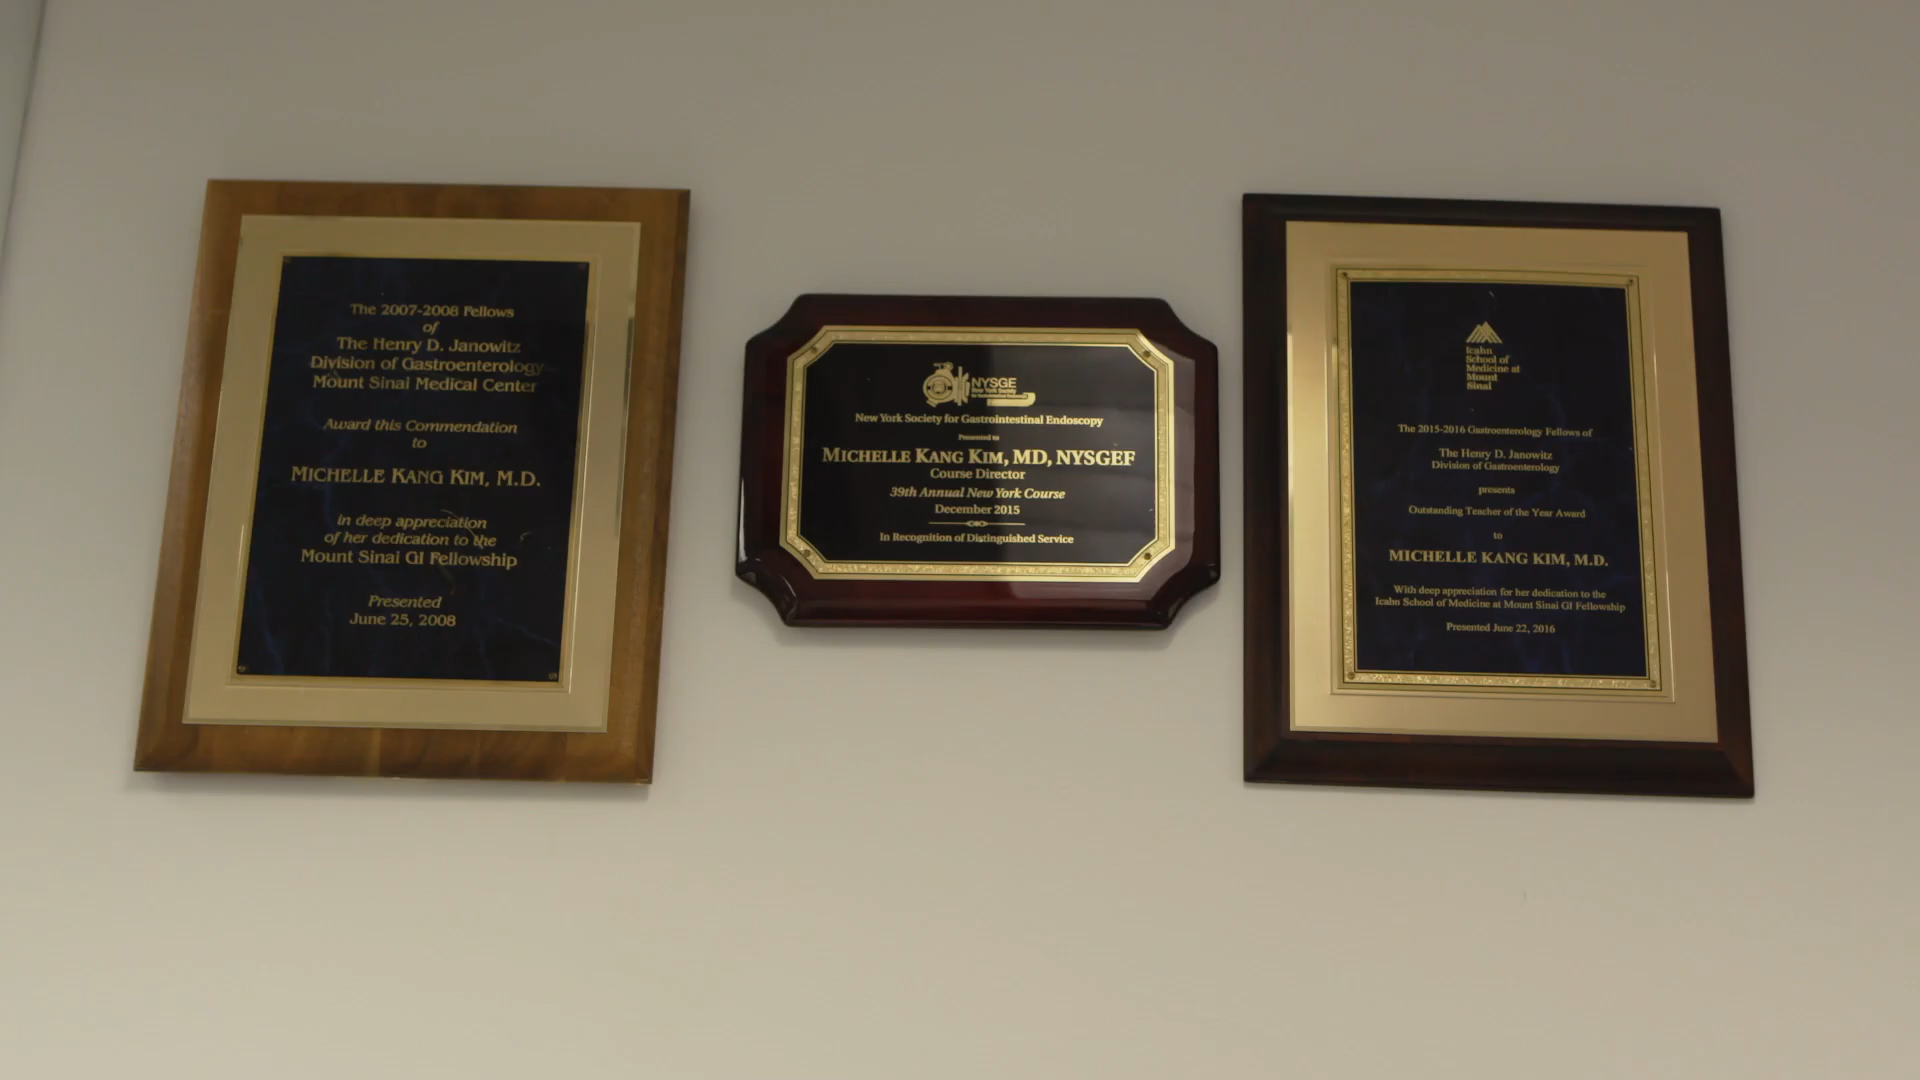 The 2007-2008 Fellows
of
The Henry D. Janowitz
Division of Gastroenterology
Mount Sinai Medical Center
Award this Commendation
to
MICHELLE KANG KIM, M.D.
in deep appreciation
of her dedication to the
Mount Sinai GI Fellowship
Presented
June 25, 2008
NYSGE
New York Society
New York Society for Gastrointestinal Endoscopy
Presented to
MICHELLE KANG KIM, MD, NYSGEF
Course Director
39th Annual New York Course
December 2015
In Recognition of Distinguished Service
Icahn
School of
Medicine at
Mount
Sinai
The 2015-2016 Gastroenterology Fellows of
The Henry D. Janowitz
Division of Gastroenterology
presents
Outstanding Teacher of the Year Award
to
MICHELLE KANG KIM, M.D.
With deep appreciation for her dedication to the
Icahn School of Medicine at Mount Sinai GI Fellowship
Presented June 22, 2016